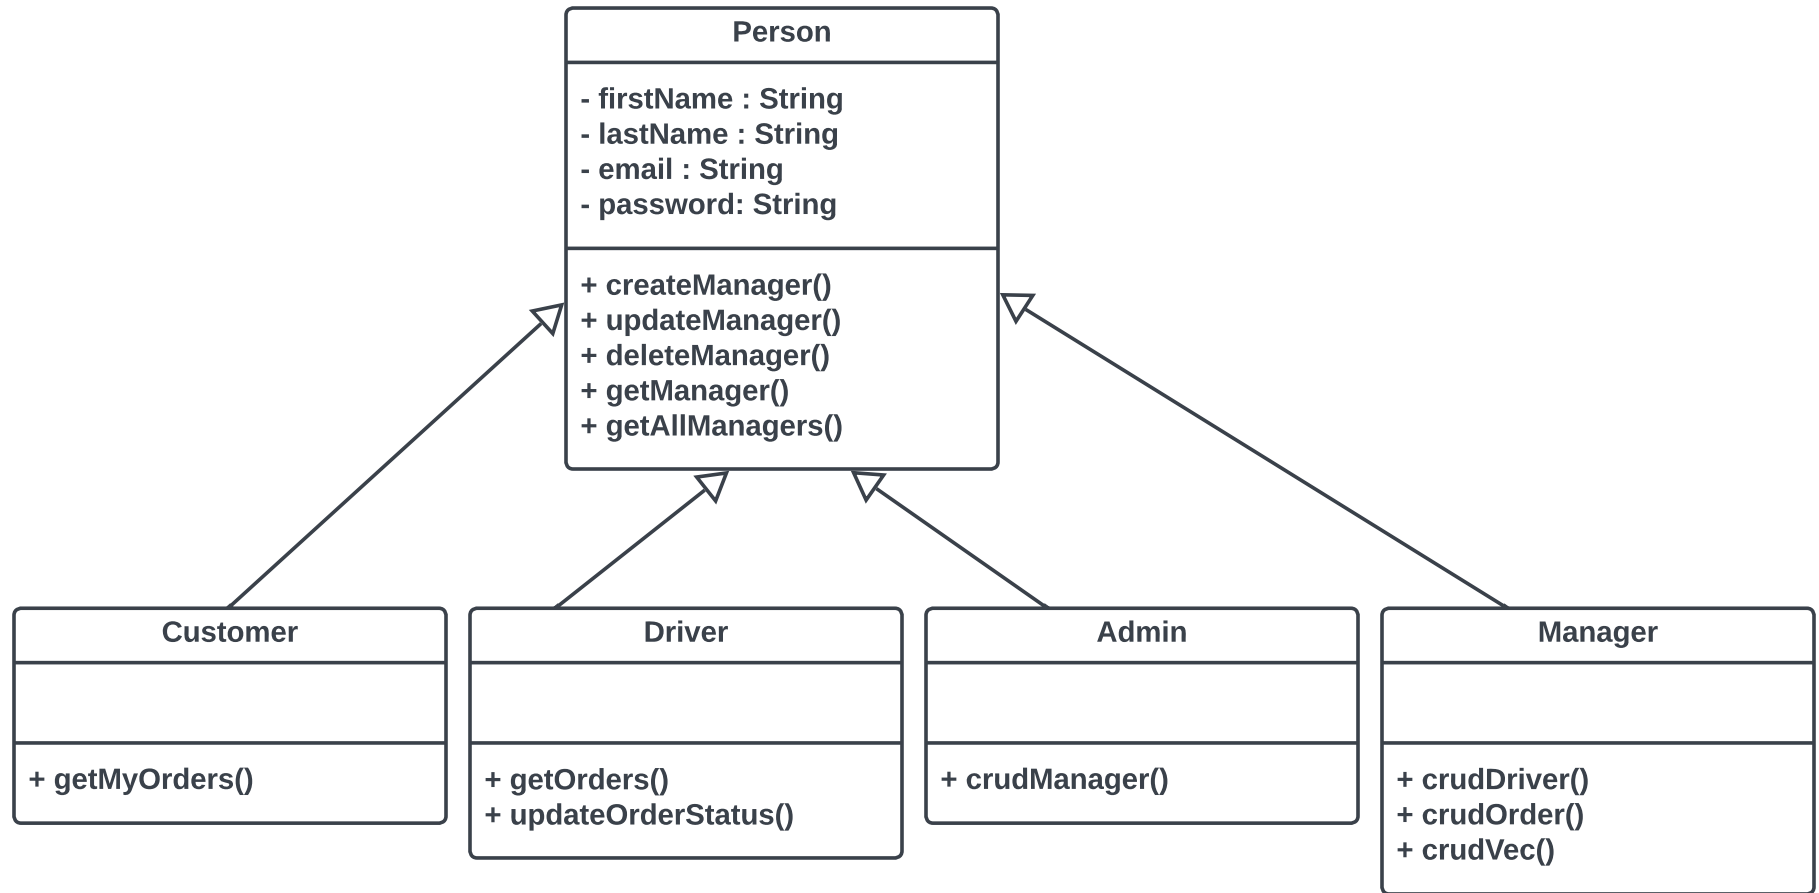 Person
- firstName : String
- lastName : String
- email : String
- password: String
+ createManager()
+ updateManager()
+ deleteManager()
+ getManager()
+ getAllManagers()
Customer
+ getMyOrders()
Driver
+ getOrders()
+ updateOrderStatus()
Admin
+ crudManager()
Manager
+ crudDriver()
+ crudOrder()
+ crudVec()